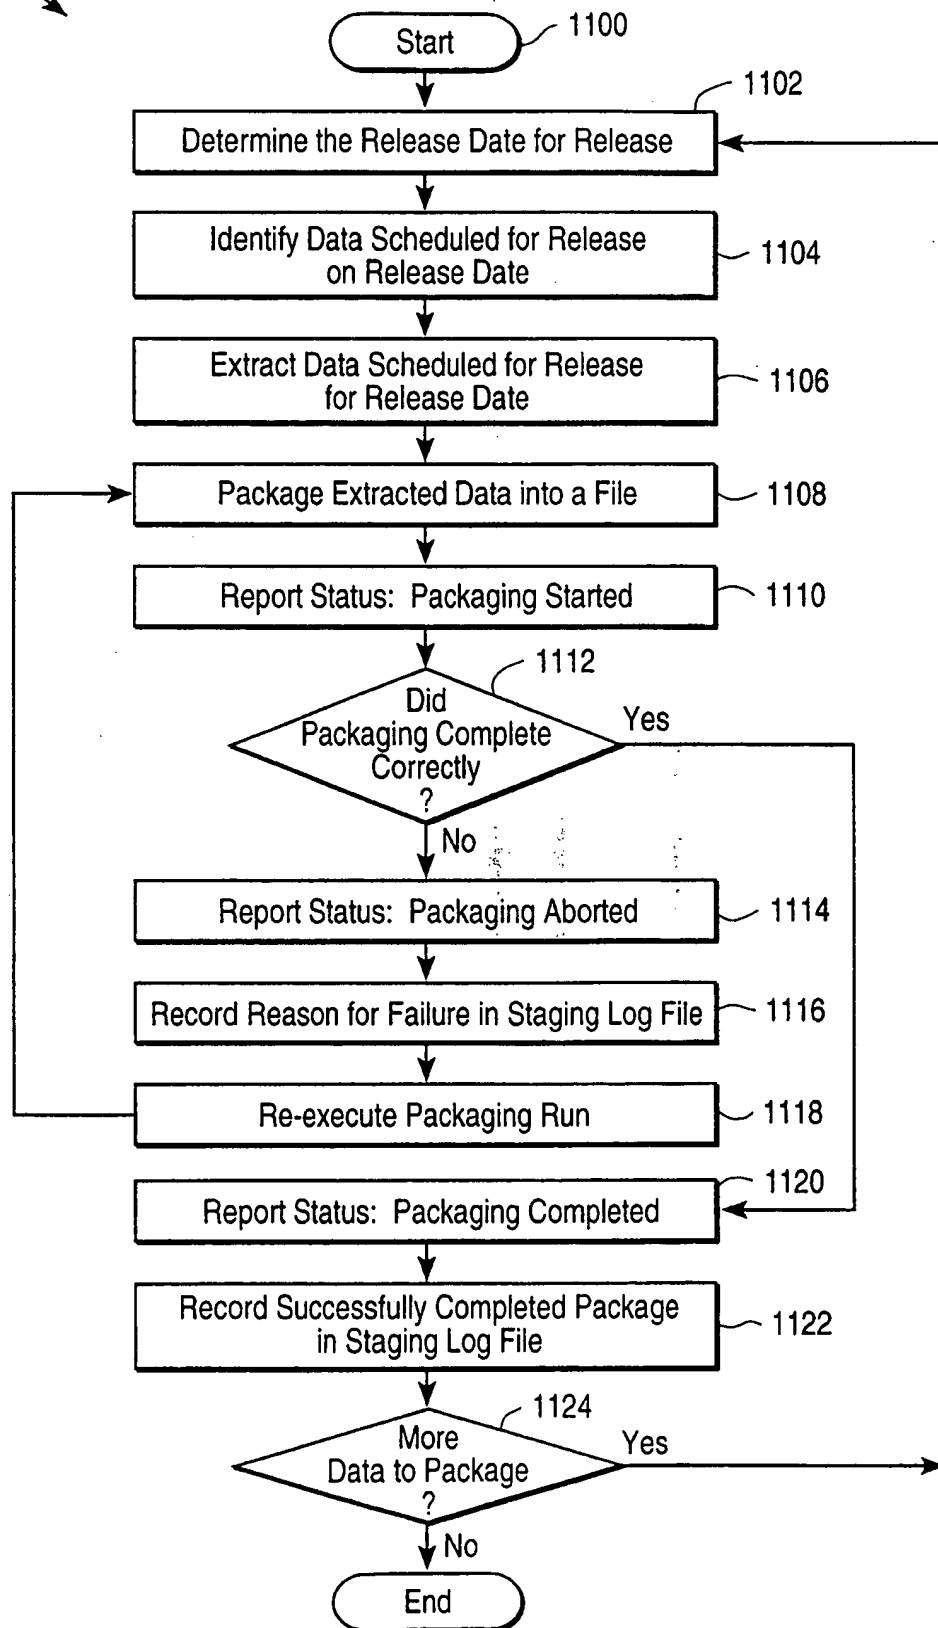 Start
1100
1102
Determine the Release Date for Release
Identify Data Scheduled for Release
on Release Date
1104
Extract Data Scheduled for Release
for Release Date
1106
Package Extracted Data into a File
1108
Report Status: Packaging Started
1110
1112
Did
Packaging Complete
Correctly
?
Yes
No
Report Status: Packaging Aborted
1114
Record Reason for Failure in Staging Log File
1116
Re-execute Packaging Run
1118
1120
Report Status: Packaging Completed
Record Successfully Completed Package
in Staging Log File
1122
1124
More
Data to Package
?
Yes
No
End